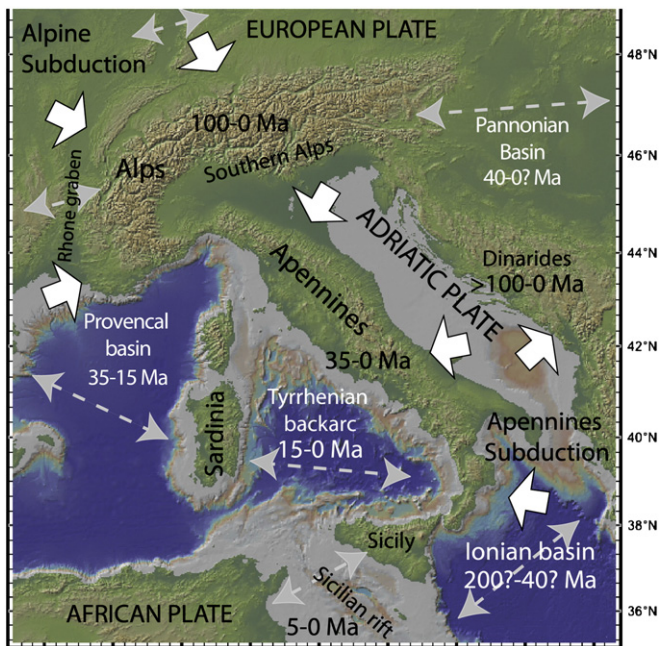 Alpine
Subduction
EUROPEAN PLATE
48°N
100-0 Ma
Pannonian
Basin
40-0? Ma
Alps
Southern Alps
46°N
Rhone graben
ADRIATIC PLATE
44°N
Dinarides
>100-0 Ma
Apennines
35-0 Ma
Provencal
basin
35-15 Ma
42°N
Sardinia
Tyrrhenian
backarc
15-0 Ma
Apennines
Subduction
40°N
38°N
Sicily
Ionian basin
200?-40? Ma
Sicilian rift
5-0 Ma
AFRICAN PLATE
36°N